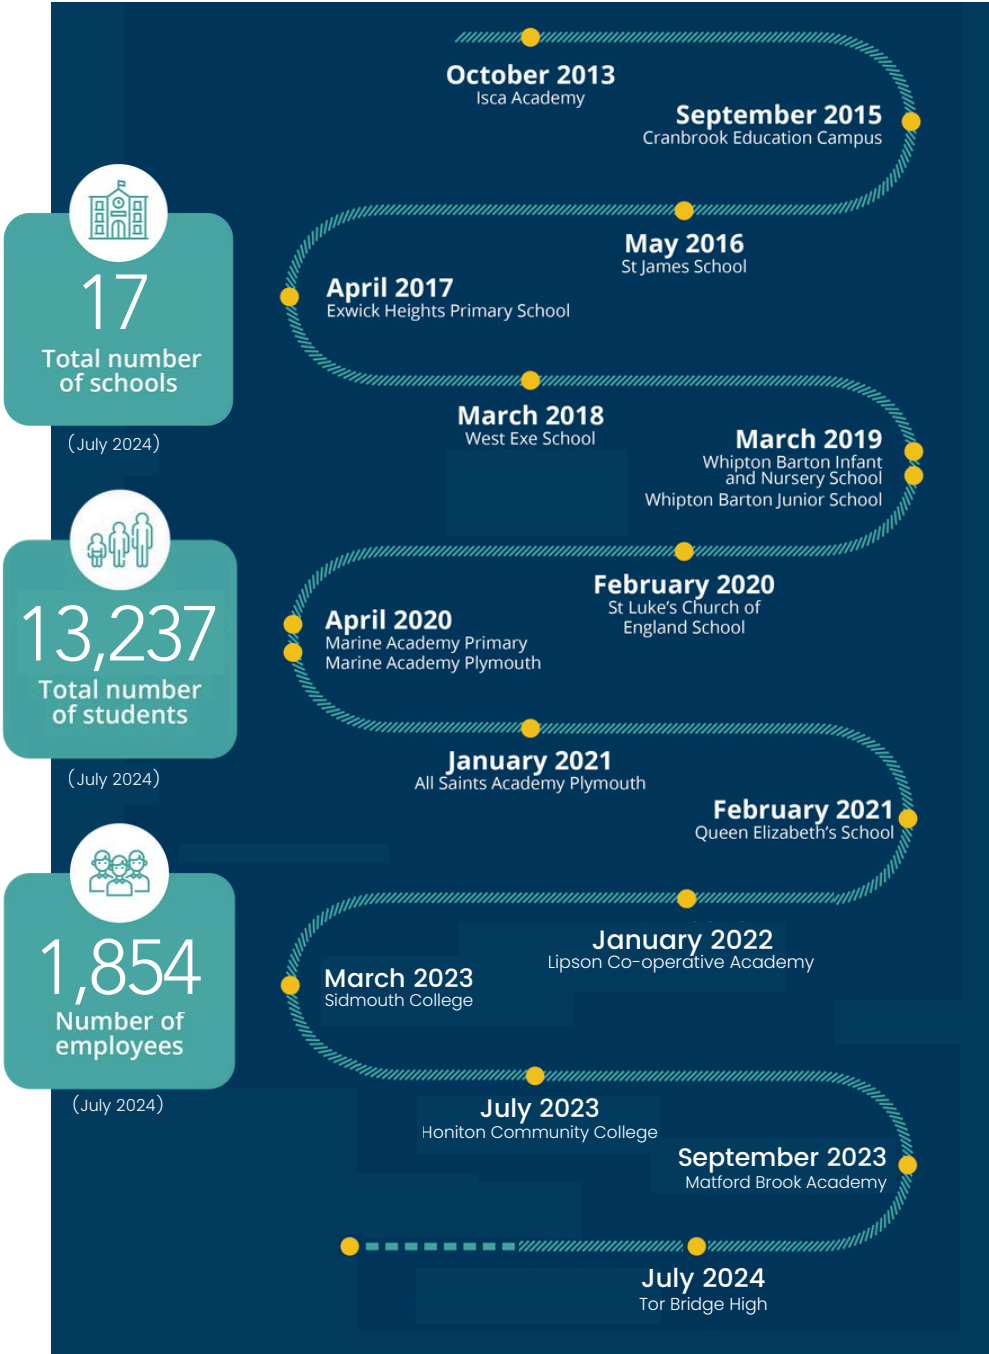 October 2013
Isca Academy
September 2015
Cranbrook Education Campus
May 2016
St James School
April 2017
Exwick Heights Primary School
March 2018
West Exe School
March 2019
Whipton Barton Infant
and Nursery School
Whipton Barton Junior School
February 2020
St Luke's Church of
England School
April 2020
Marine Academy Primary
Marine Academy Plymouth
January 2021
All Saints Academy Plymouth
February 2021
Queen Elizabeth's School
January 2022
Lipson Co-operative Academy
March 2023
Sidmouth College
July 2023
Honiton Community College
September 2023
Matford Brook Academy
July 2024
Tor Bridge High
17
Total number
of schools
(July 2024)
13,237
Total number
of students
(July 2024)
1,854
Number of
employees
(July 2024)